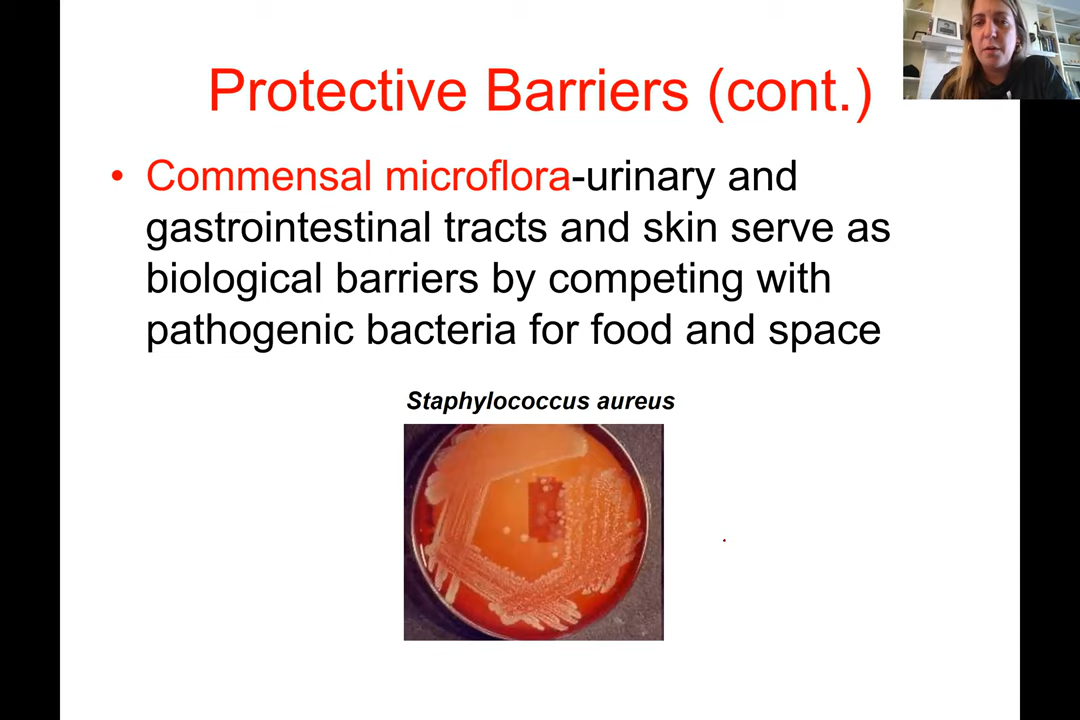 Protective Barriers (cont.)
• Commensal microflora-urinary and
gastrointestinal tracts and skin serve as
biological barriers by competing with
pathogenic bacteria for food and space
Staphylococcus aureus